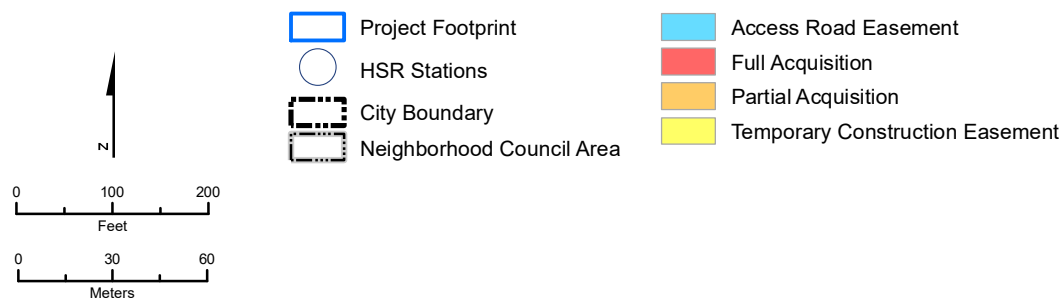 Project Footprint
HSR Stations
City Boundary
Neighborhood Council Area
Access Road Easement
Full Acquisition
Partial Acquisition
Temporary Construction Easement
N
0 100 200
Feet
0 30 60
Meters